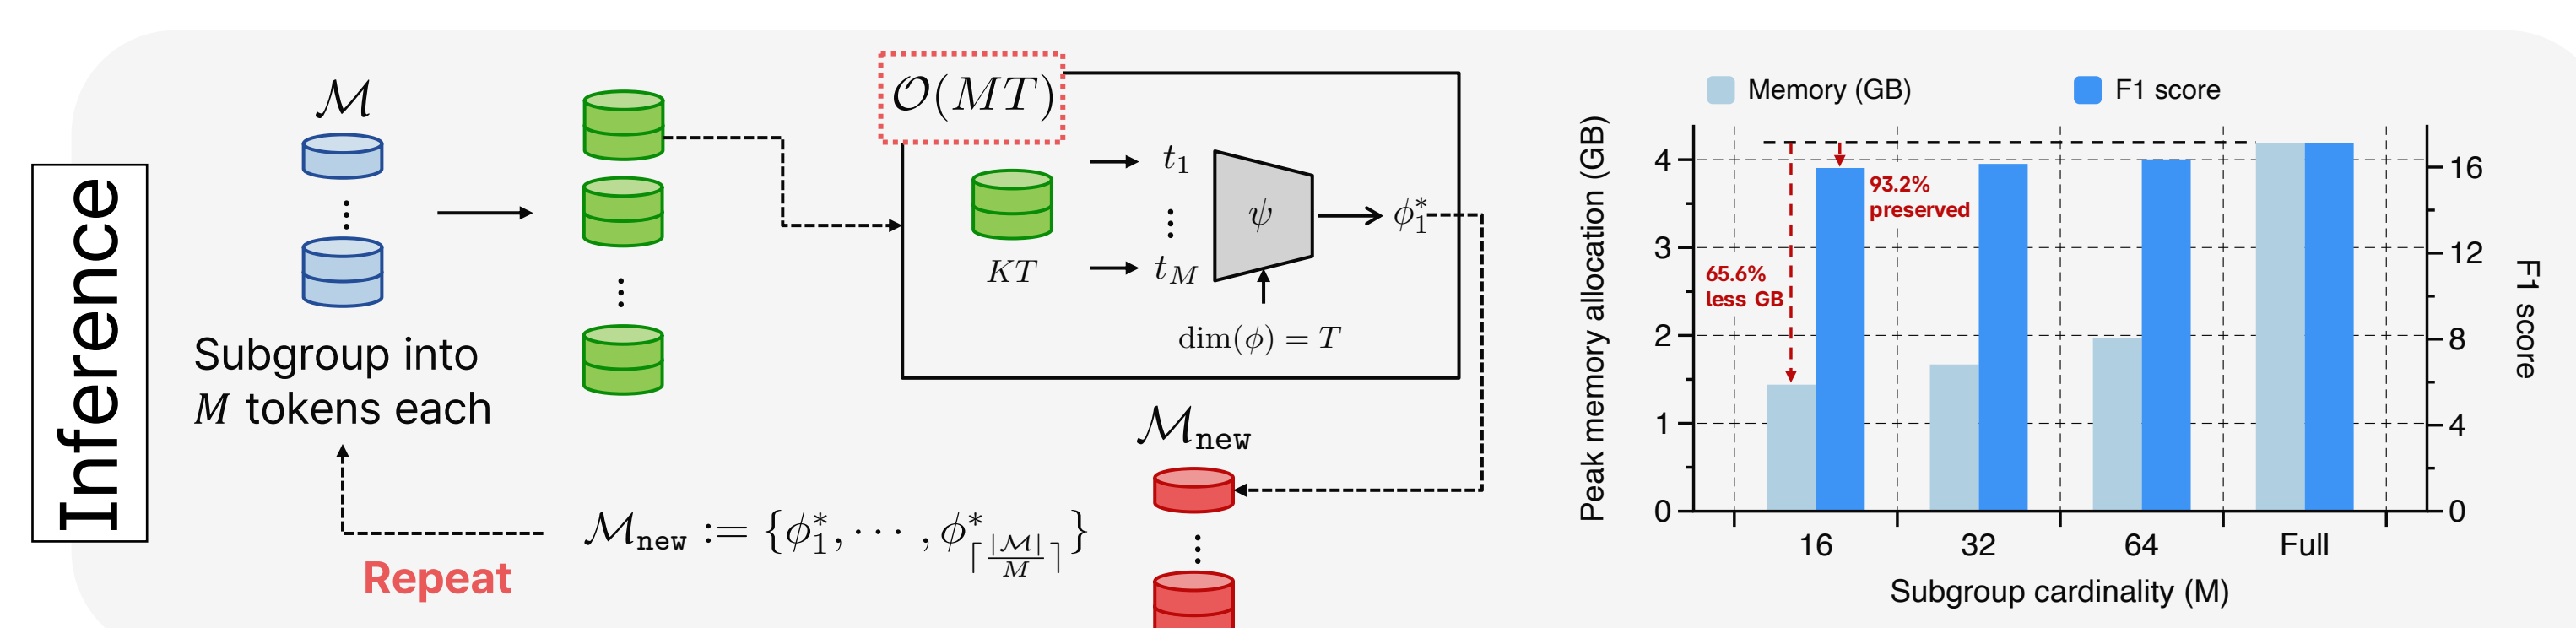 Inference
ℳ
Subgroup into
M tokens each
Repeat
ℳnew := {ϕ₁*, ⋯ , ϕ*⌈|ℳ|/M⌉}
𝒪(MT)
KT
t₁
⋮
t_M
ψ
dim(ϕ) = T
ϕ₁*
ℳnew
Memory (GB)
F1 score
Peak memory allocation (GB)
4
3
2
1
0
65.6%
less GB
93.2%
preserved
16
12
8
4
0
F1 score
16 32 64 Full
Subgroup cardinality (M)